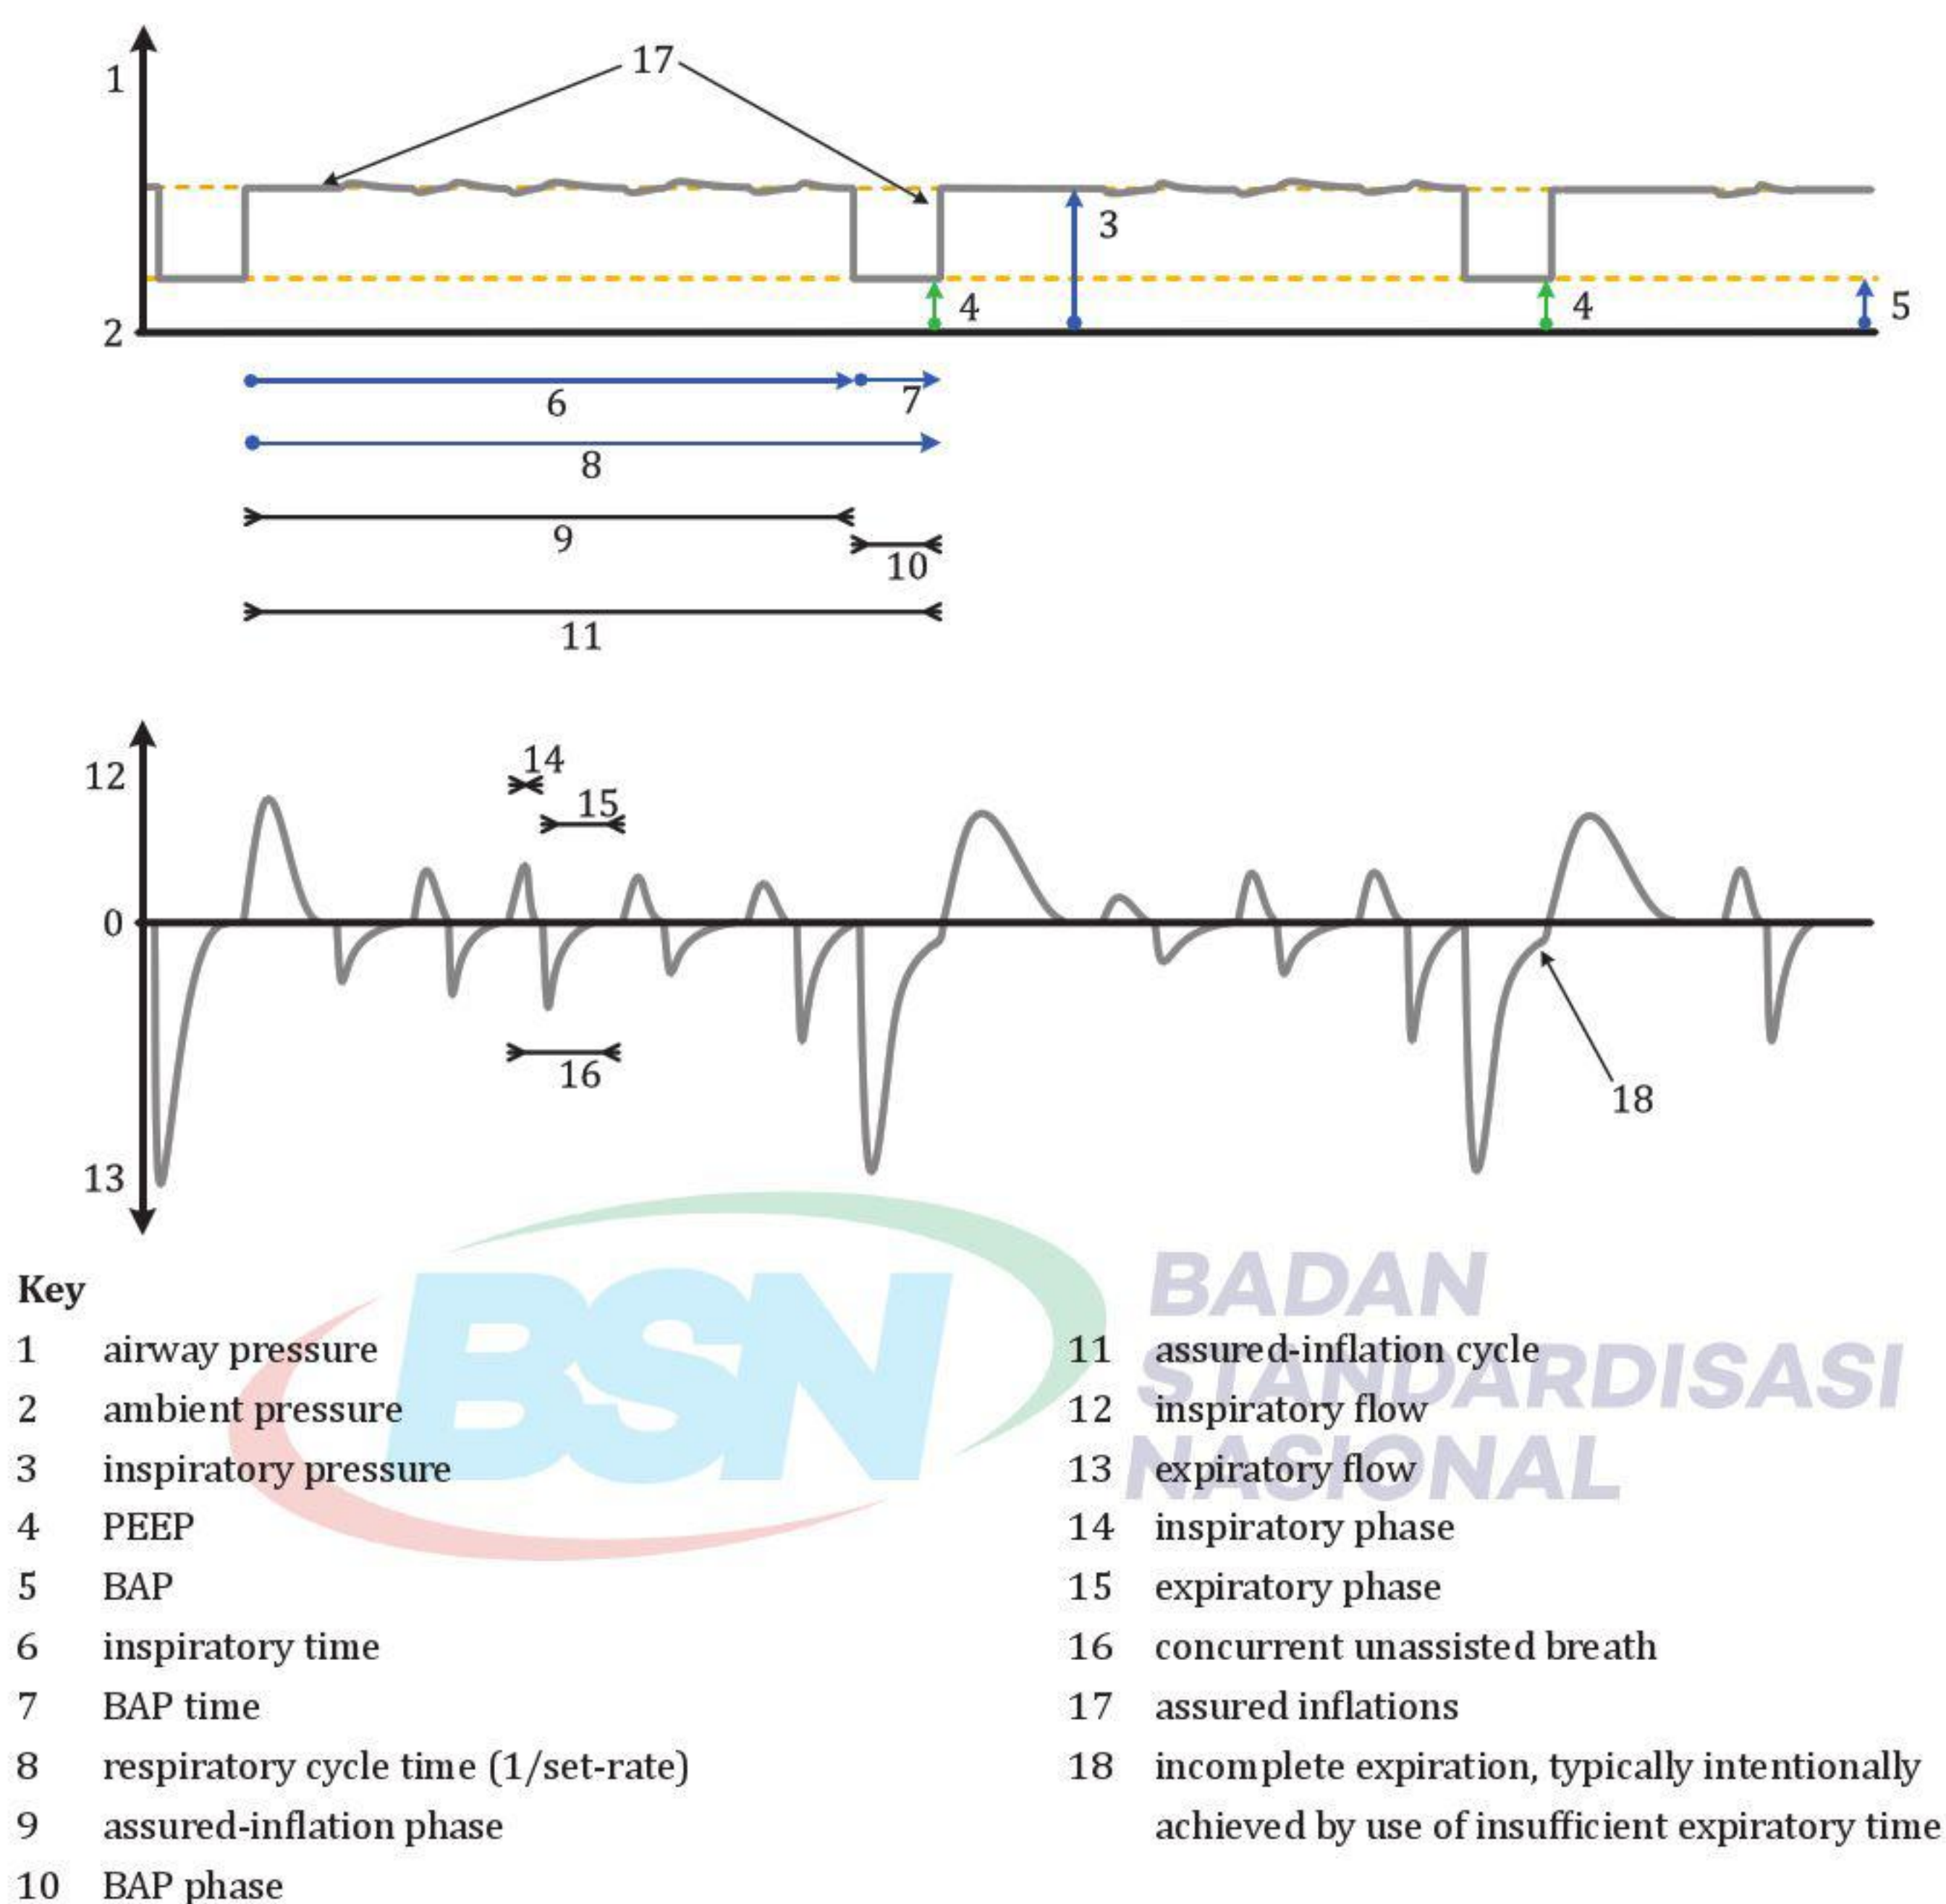 1
17
3
4
4
5
2
6
7
8
9
10
11
12
14
15
0
16
18
13
BSN
BADAN
STANDARDISASI
NASIONAL
Key
1 airway pressure
2 ambient pressure
3 inspiratory pressure
4 PEEP
5 BAP
6 inspiratory time
7 BAP time
8 respiratory cycle time (1/set-rate)
9 assured-inflation phase
10 BAP phase
11 assured-inflation cycle
12 inspiratory flow
13 expiratory flow
14 inspiratory phase
15 expiratory phase
16 concurrent unassisted breath
17 assured inflations
18 incomplete expiration, typically intentionally
achieved by use of insufficient expiratory time